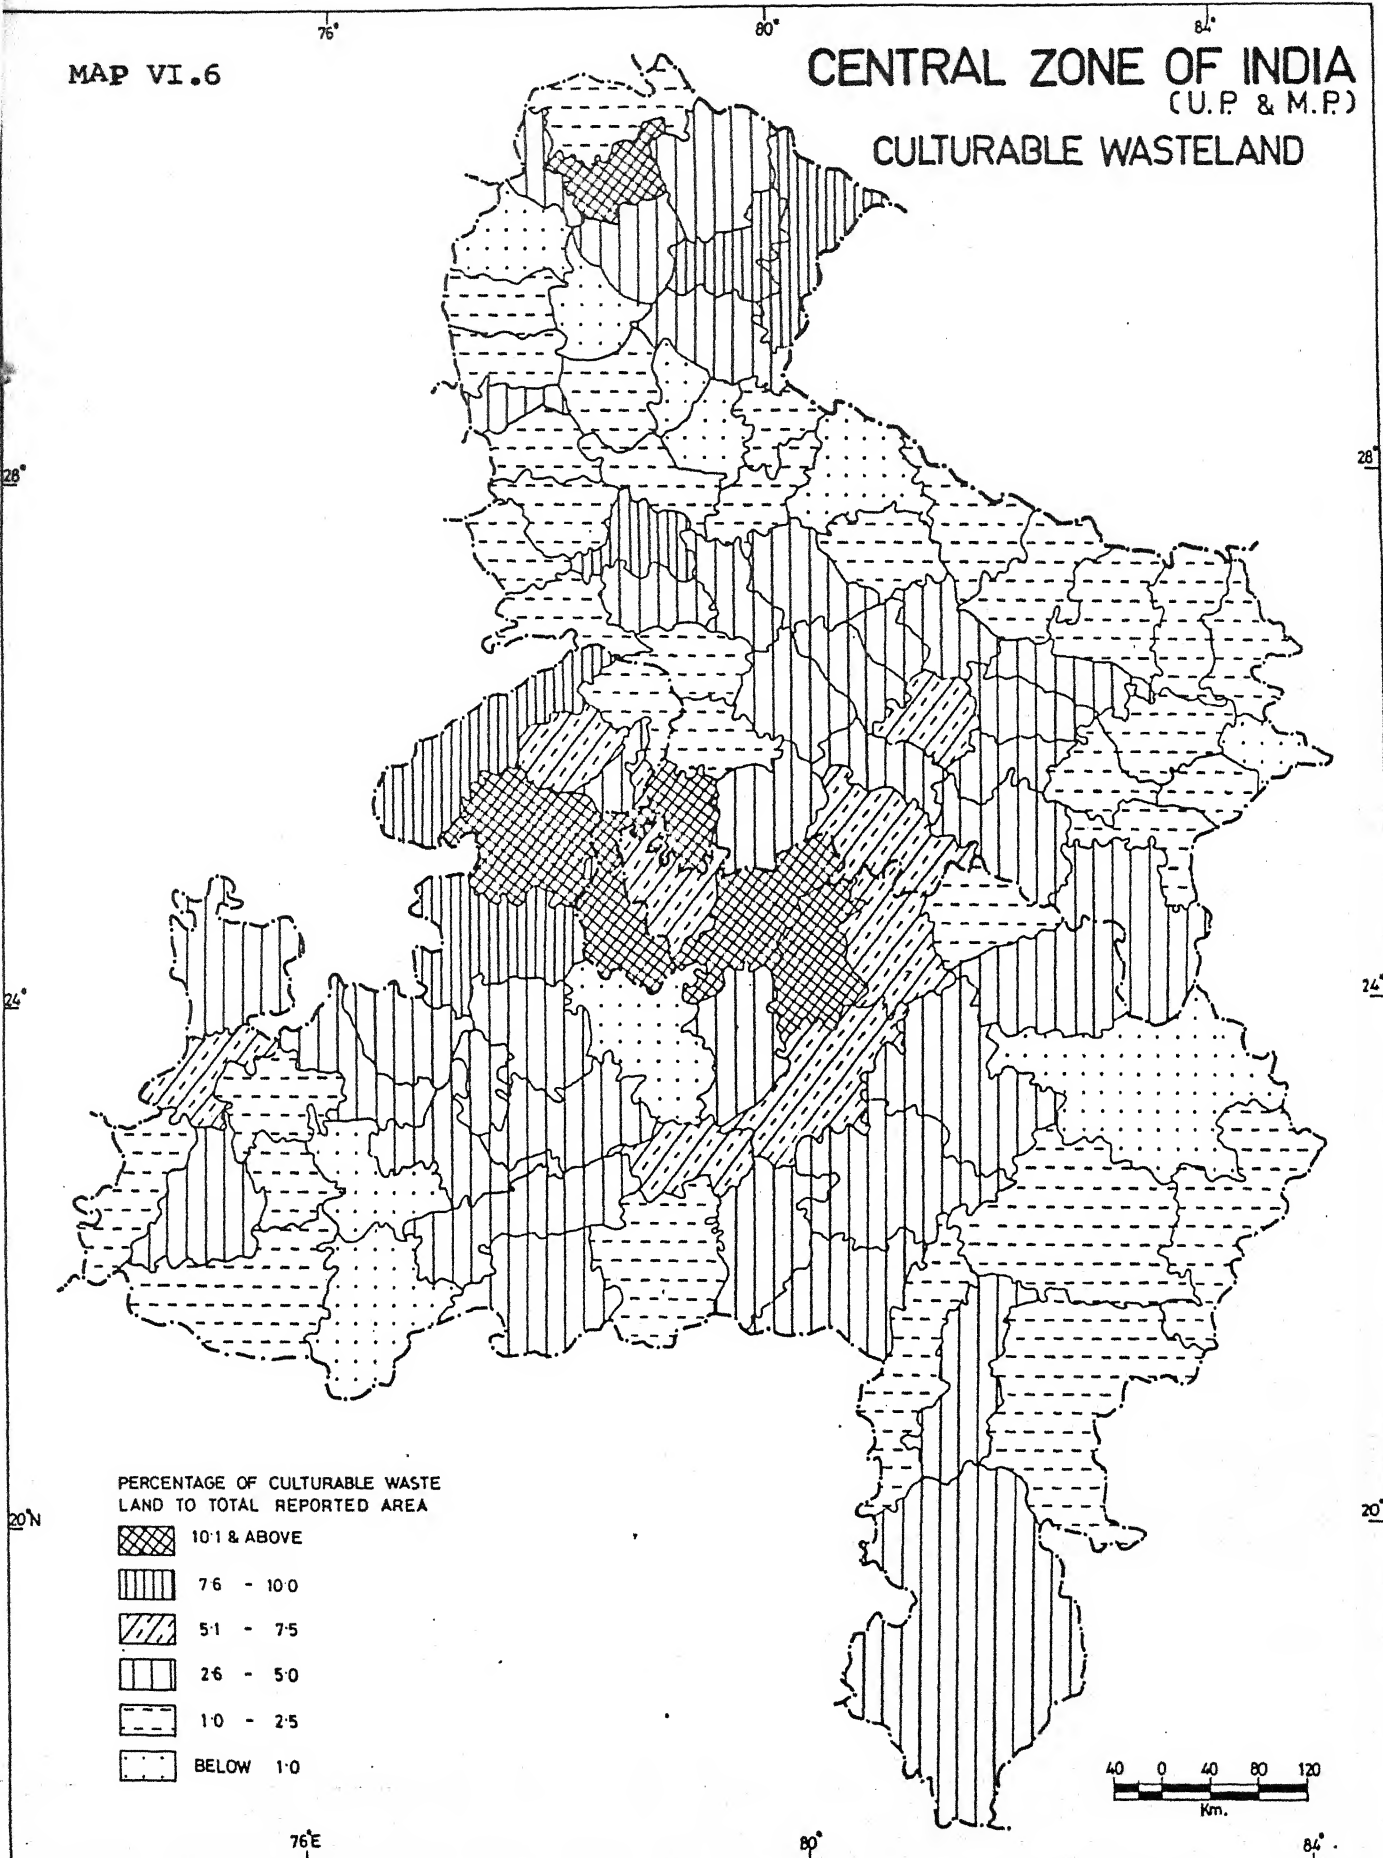 76°
80°
84°
MAP VI.6
CENTRAL ZONE OF INDIA
(U.P. & M.P.)
CULTURABLE WASTELAND
28°
28°
24°
24°
PERCENTAGE OF CULTURABLE WASTE
LAND TO TOTAL REPORTED AREA
10·1 & ABOVE
7·6 - 10·0
5·1 - 7·5
2·6 - 5·0
1·0 - 2·5
BELOW 1·0
20°N
20°
40 0 40 80 120
Km.
76°E
80°
84°